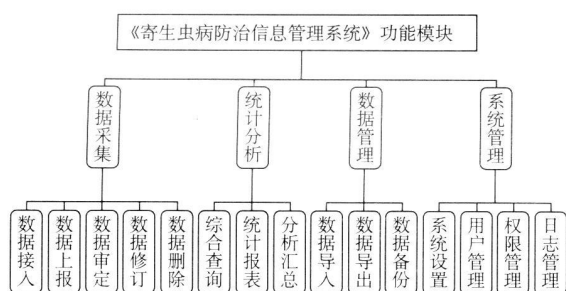 《寄生虫病防治信息管理系统》功能模块
数据采集
统计分析
数据管理
系统管理
数据接入
数据上报
数据审定
数据修订
数据删除
综合查询
统计报表
分析汇总
数据导入
数据导出
数据备份
系统设置
用户管理
权限管理
日志管理